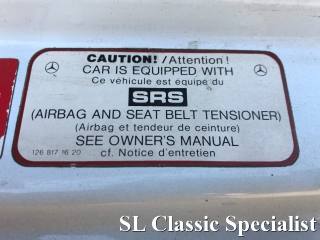 CAUTION! /Attention!
CAR IS EQUIPPED WITH
Ce véhicule est équipe du
SRS
(AIRBAG AND SEAT BELT TENSIONER)
(Airbag et tendeur de ceinture)
SEE OWNER'S MANUAL
126 817 16 20 cf. Notice d'entretien
SL Classic Specialist